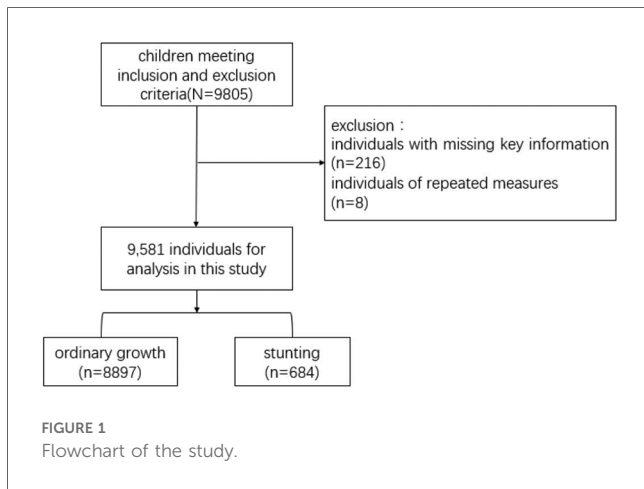 children meeting
inclusion and exclusion
criteria(N=9805)
exclusion：
individuals with missing key information
(n=216)
individuals of repeated measures
(n=8)
9,581 individuals for
analysis in this study
ordinary growth
(n=8897)
stunting
(n=684)
FIGURE 1
Flowchart of the study.